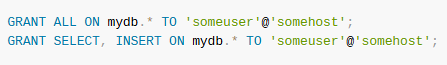 GRANT ALL ON mydb.* TO 'someuser'@'somehost';
GRANT SELECT, INSERT ON mydb.* TO 'someuser'@'somehost';